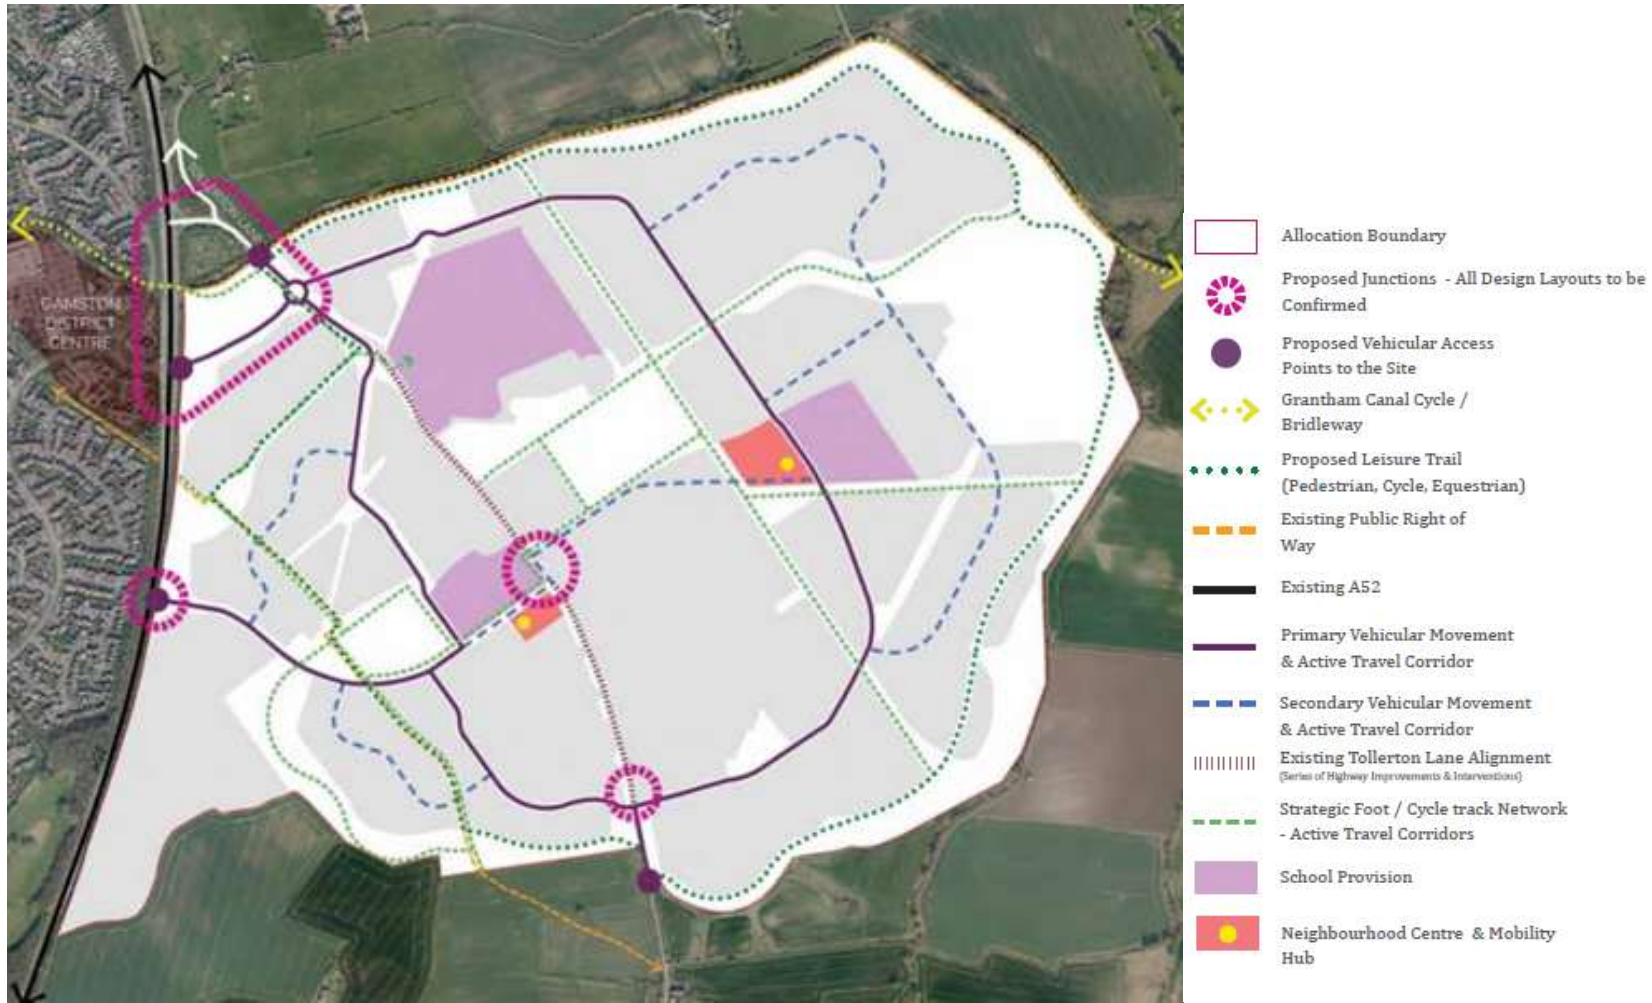 GAMSTON
DISTRICT
CENTRE
Allocation Boundary
Proposed Junctions - All Design Layouts to be
Confirmed
Proposed Vehicular Access
Points to the Site
Grantham Canal Cycle /
Bridleway
Proposed Leisure Trail
(Pedestrian, Cycle, Equestrian)
Existing Public Right of
Way
Existing A52
Primary Vehicular Movement
& Active Travel Corridor
Secondary Vehicular Movement
& Active Travel Corridor
Existing Tollerton Lane Alignment
(Series of Highway Improvements & Interventions)
Strategic Foot / Cycle track Network
- Active Travel Corridors
School Provision
Neighbourhood Centre & Mobility
Hub